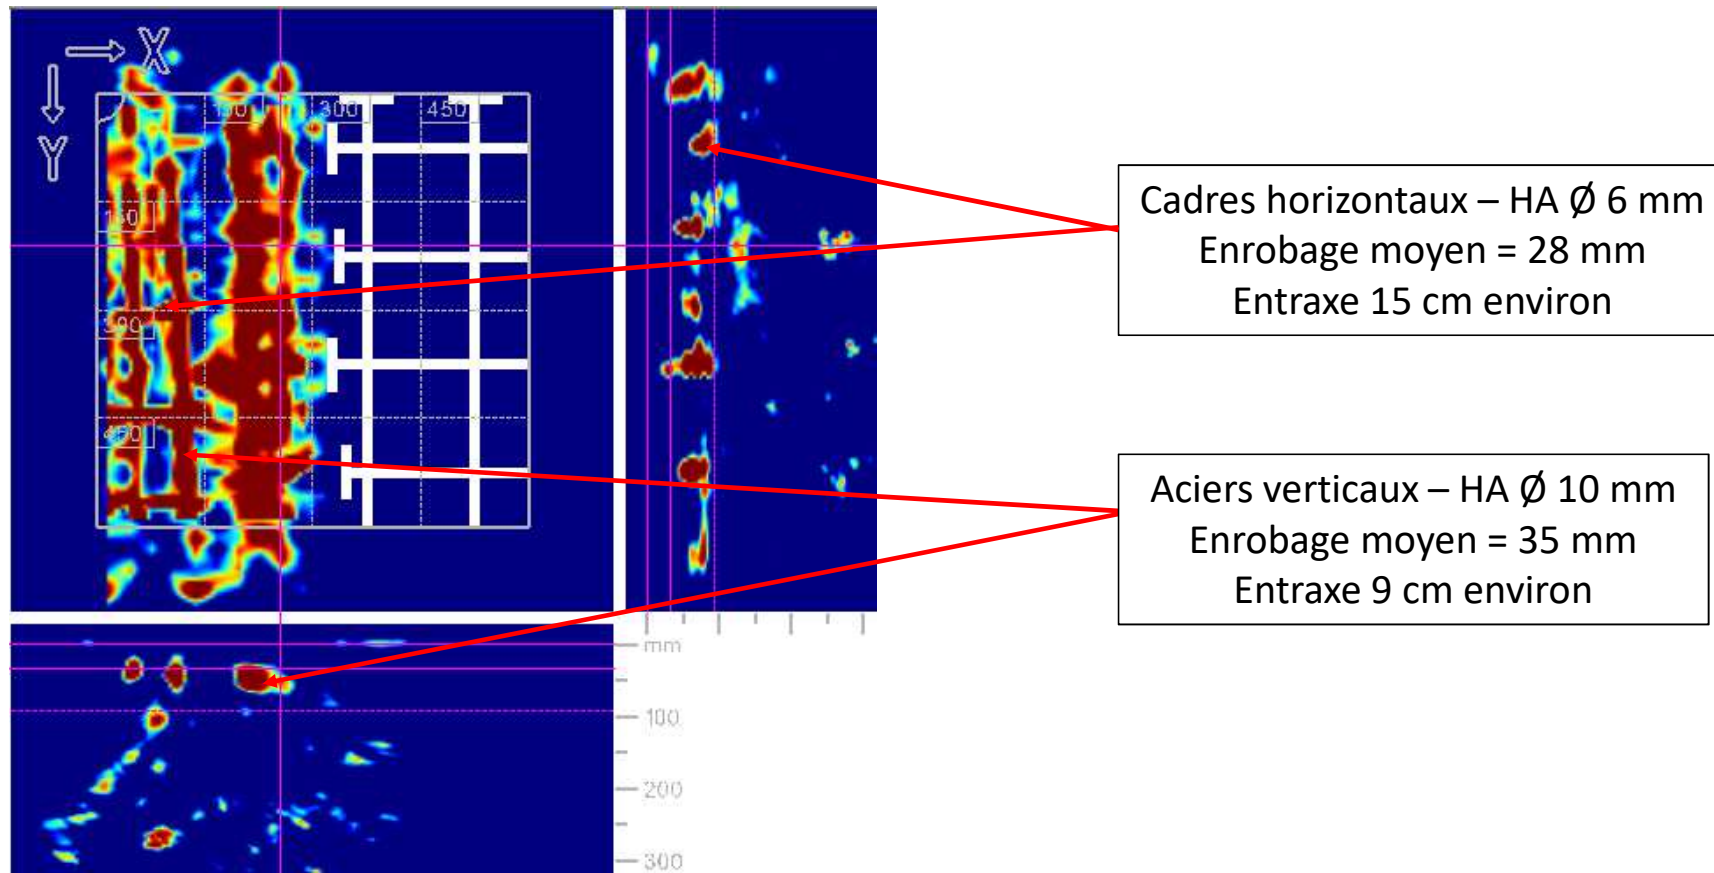 X
Y
150
300
450
150
300
450
mm
100
200
300
Cadres horizontaux – HA Ø 6 mm
Enrobage moyen = 28 mm
Entraxe 15 cm environ
Aciers verticaux – HA Ø 10 mm
Enrobage moyen = 35 mm
Entraxe 9 cm environ